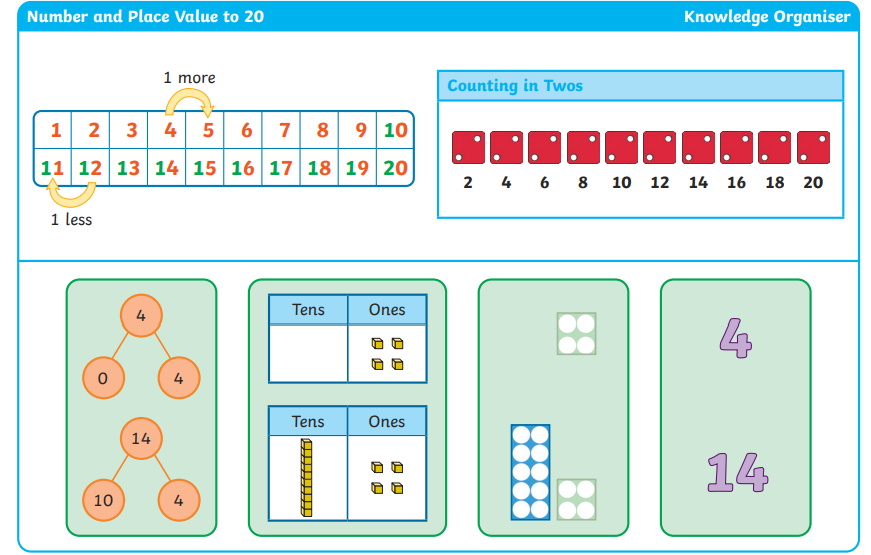 Number and Place Value to 20 Knowledge Organiser
1 more
1 2 3 4 5 6 7 8 9 10
11 12 13 14 15 16 17 18 19 20
1 less
Counting in Twos
2 4 6 8 10 12 14 16 18 20
4
0 4
14
10 4
Tens Ones
Tens Ones
4
14